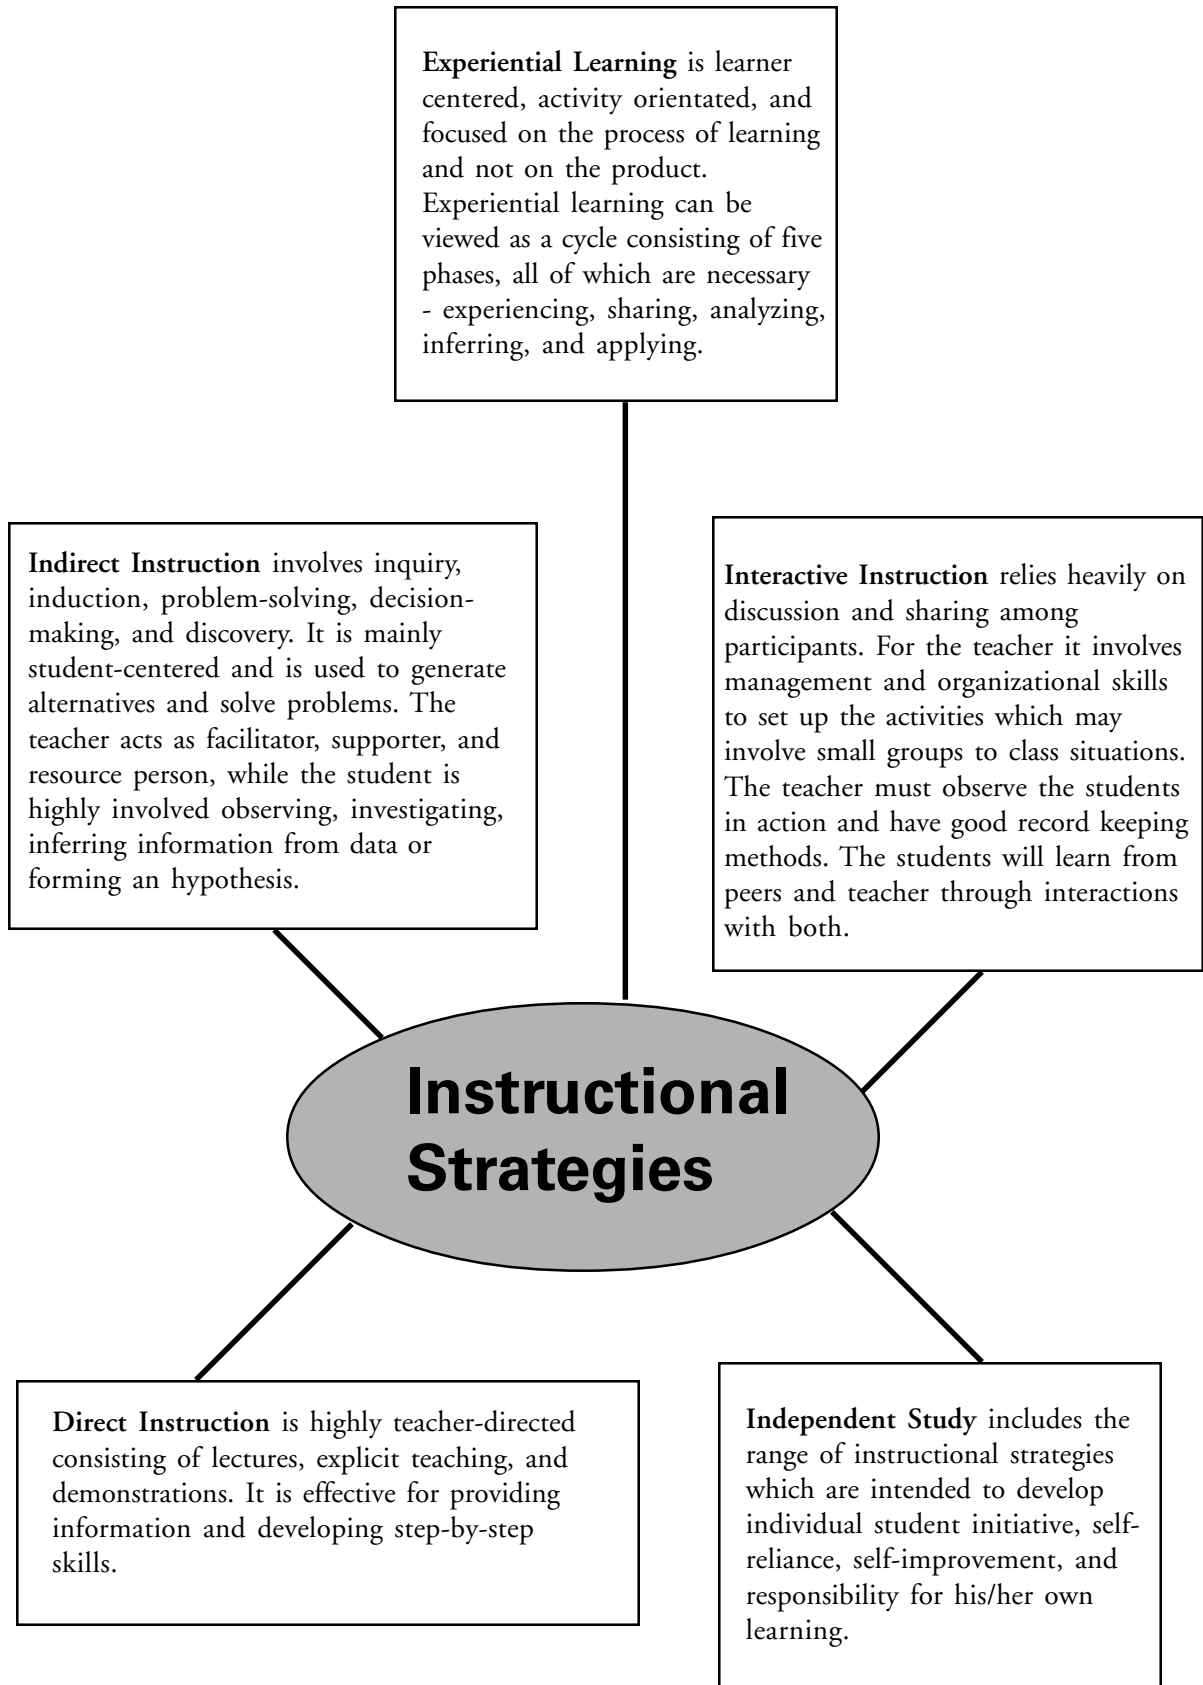 Experiential Learning is learner
centered, activity orientated, and
focused on the process of learning
and not on the product.
Experiential learning can be
viewed as a cycle consisting of five
phases, all of which are necessary
- experiencing, sharing, analyzing,
inferring, and applying.
Indirect Instruction involves inquiry,
induction, problem-solving, decision-
making, and discovery. It is mainly
student-centered and is used to generate
alternatives and solve problems. The
teacher acts as facilitator, supporter, and
resource person, while the student is
highly involved observing, investigating,
inferring information from data or
forming an hypothesis.
Interactive Instruction relies heavily on
discussion and sharing among
participants. For the teacher it involves
management and organizational skills
to set up the activities which may
involve small groups to class situations.
The teacher must observe the students
in action and have good record keeping
methods. The students will learn from
peers and teacher through interactions
with both.
Instructional
Strategies
Direct Instruction is highly teacher-directed
consisting of lectures, explicit teaching, and
demonstrations. It is effective for providing
information and developing step-by-step
skills.
Independent Study includes the
range of instructional strategies
which are intended to develop
individual student initiative, self-
reliance, self-improvement, and
responsibility for his/her own
learning.